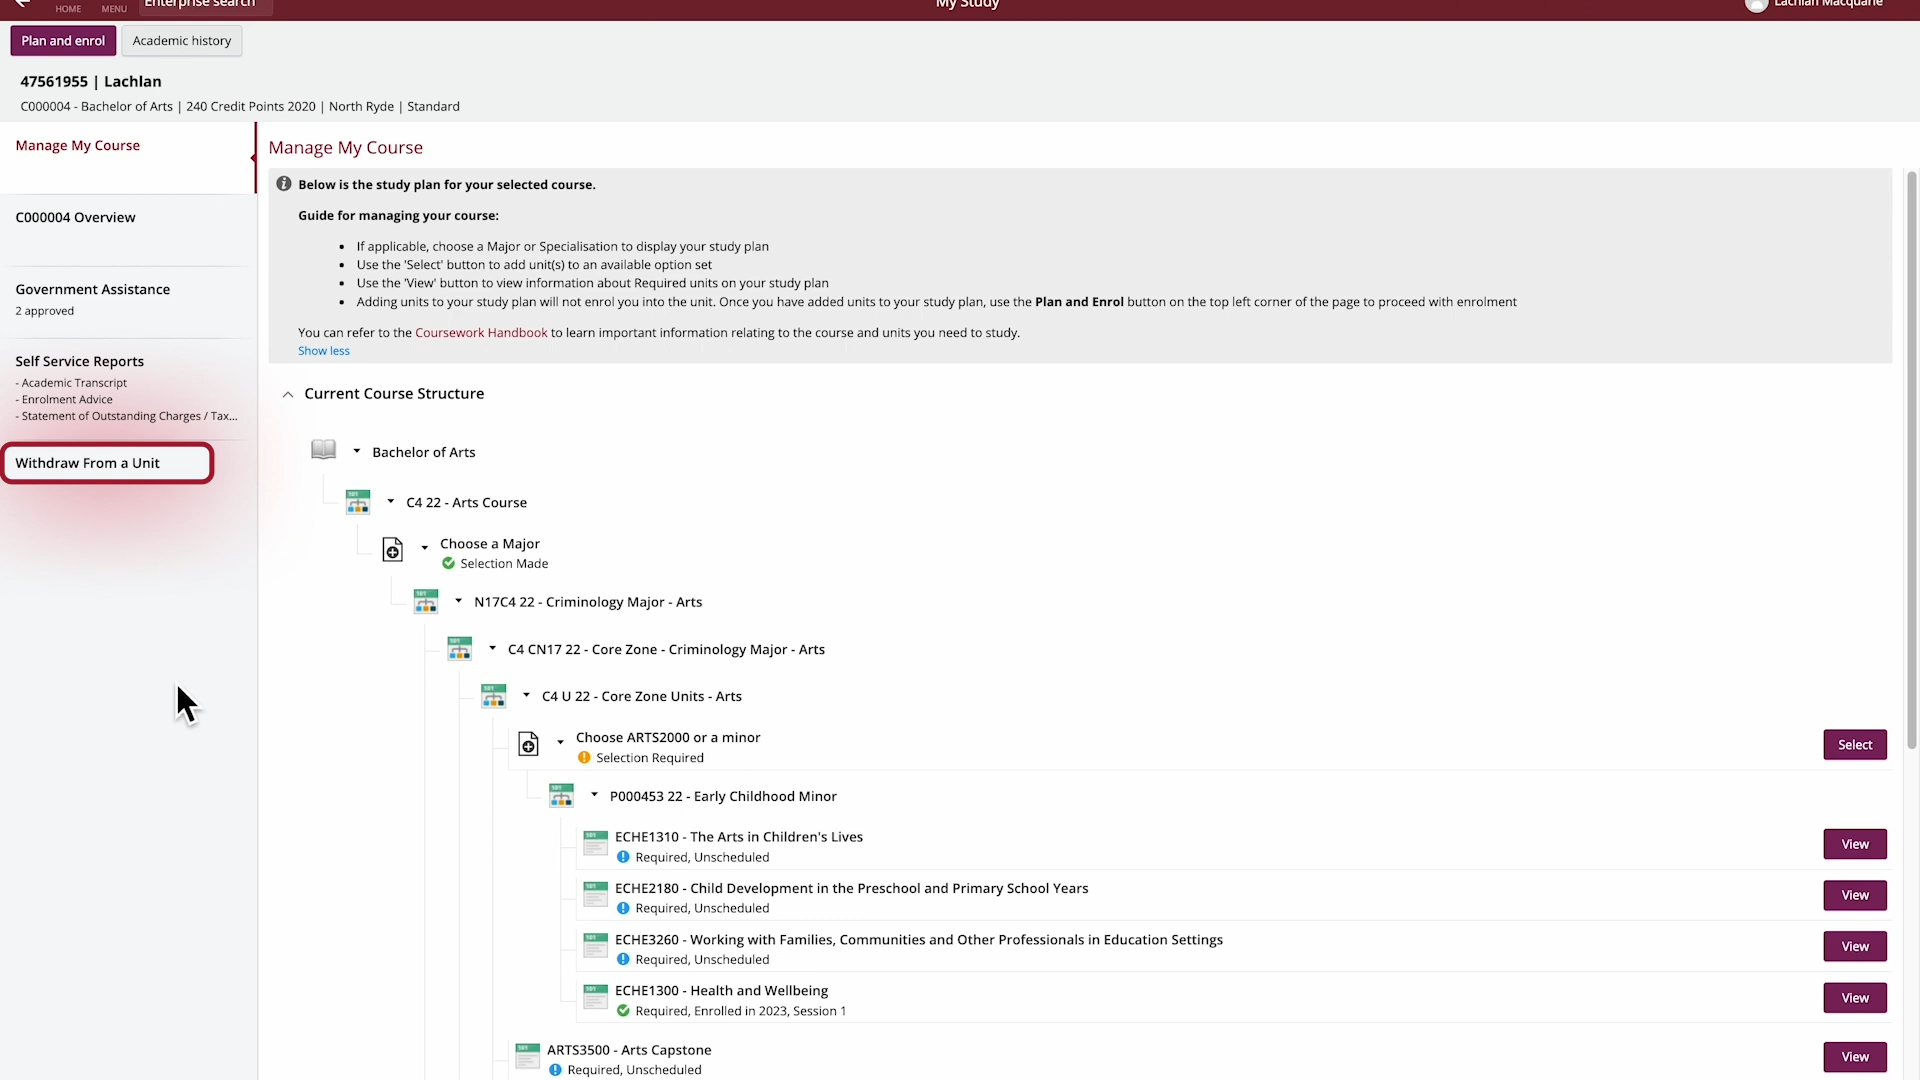 HOME
MENU
Enterprise search
My Study
Lachlan Macquarie
Plan and enrol
Academic history
47561955 | Lachlan
C000004 - Bachelor of Arts | 240 Credit Points 2020 | North Ryde | Standard
Manage My Course
C000004 Overview
Government Assistance
2 approved
Self Service Reports
- Academic Transcript
- Enrolment Advice
- Statement of Outstanding Charges / Tax...
Withdraw From a Unit
Manage My Course
Below is the study plan for your selected course.
Guide for managing your course:
• If applicable, choose a Major or Specialisation to display your study plan
• Use the 'Select' button to add unit(s) to an available option set
• Use the 'View' button to view information about Required units on your study plan
• Adding units to your study plan will not enrol you into the unit. Once you have added units to your study plan, use the Plan and Enrol button on the top left corner of the page to proceed with enrolment
You can refer to the Coursework Handbook to learn important information relating to the course and units you need to study.
Show less
Current Course Structure
Bachelor of Arts
C4 22 - Arts Course
Choose a Major
Selection Made
N17C4 22 - Criminology Major - Arts
C4 CN17 22 - Core Zone - Criminology Major - Arts
C4 U 22 - Core Zone Units - Arts
Choose ARTS2000 or a minor
Selection Required
Select
P000453 22 - Early Childhood Minor
ECHE1310 - The Arts in Children's Lives
Required, Unscheduled
View
ECHE2180 - Child Development in the Preschool and Primary School Years
Required, Unscheduled
View
ECHE3260 - Working with Families, Communities and Other Professionals in Education Settings
Required, Unscheduled
View
ECHE1300 - Health and Wellbeing
Required, Enrolled in 2023, Session 1
View
ARTS3500 - Arts Capstone
Required, Unscheduled
View